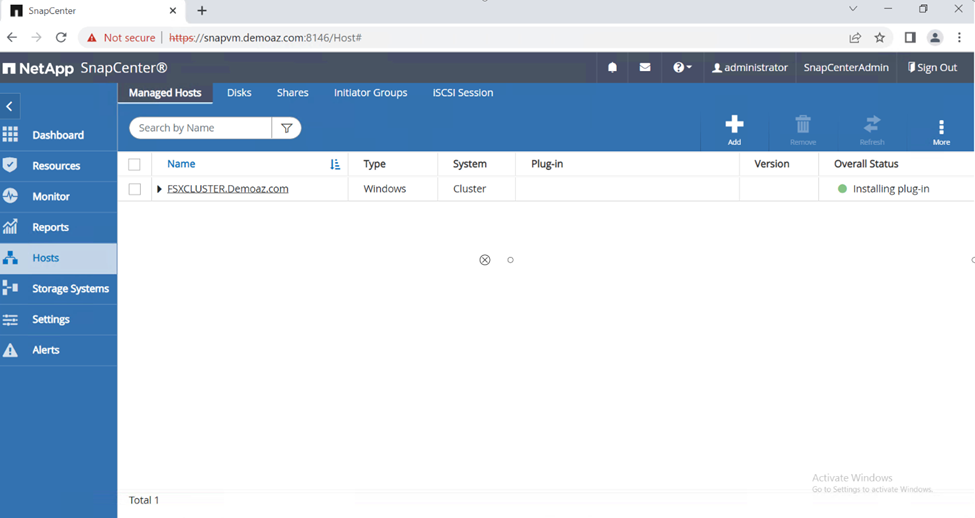 SnapCenter
Not secure https://snapvm.demoaz.com:8146/Host#
NetApp SnapCenter®
administrator SnapCenterAdmin Sign Out
Managed Hosts Disks Shares Initiator Groups iSCSI Session
Search by Name
Add Remove Refresh More
Dashboard
Resources
Monitor
Reports
Hosts
Storage Systems
Settings
Alerts
Name Type System Plug-in Version Overall Status
FSXCLUSTER.Demoaz.com Windows Cluster Installing plug-in
Activate Windows
Go to Settings to activate Windows.
Total 1